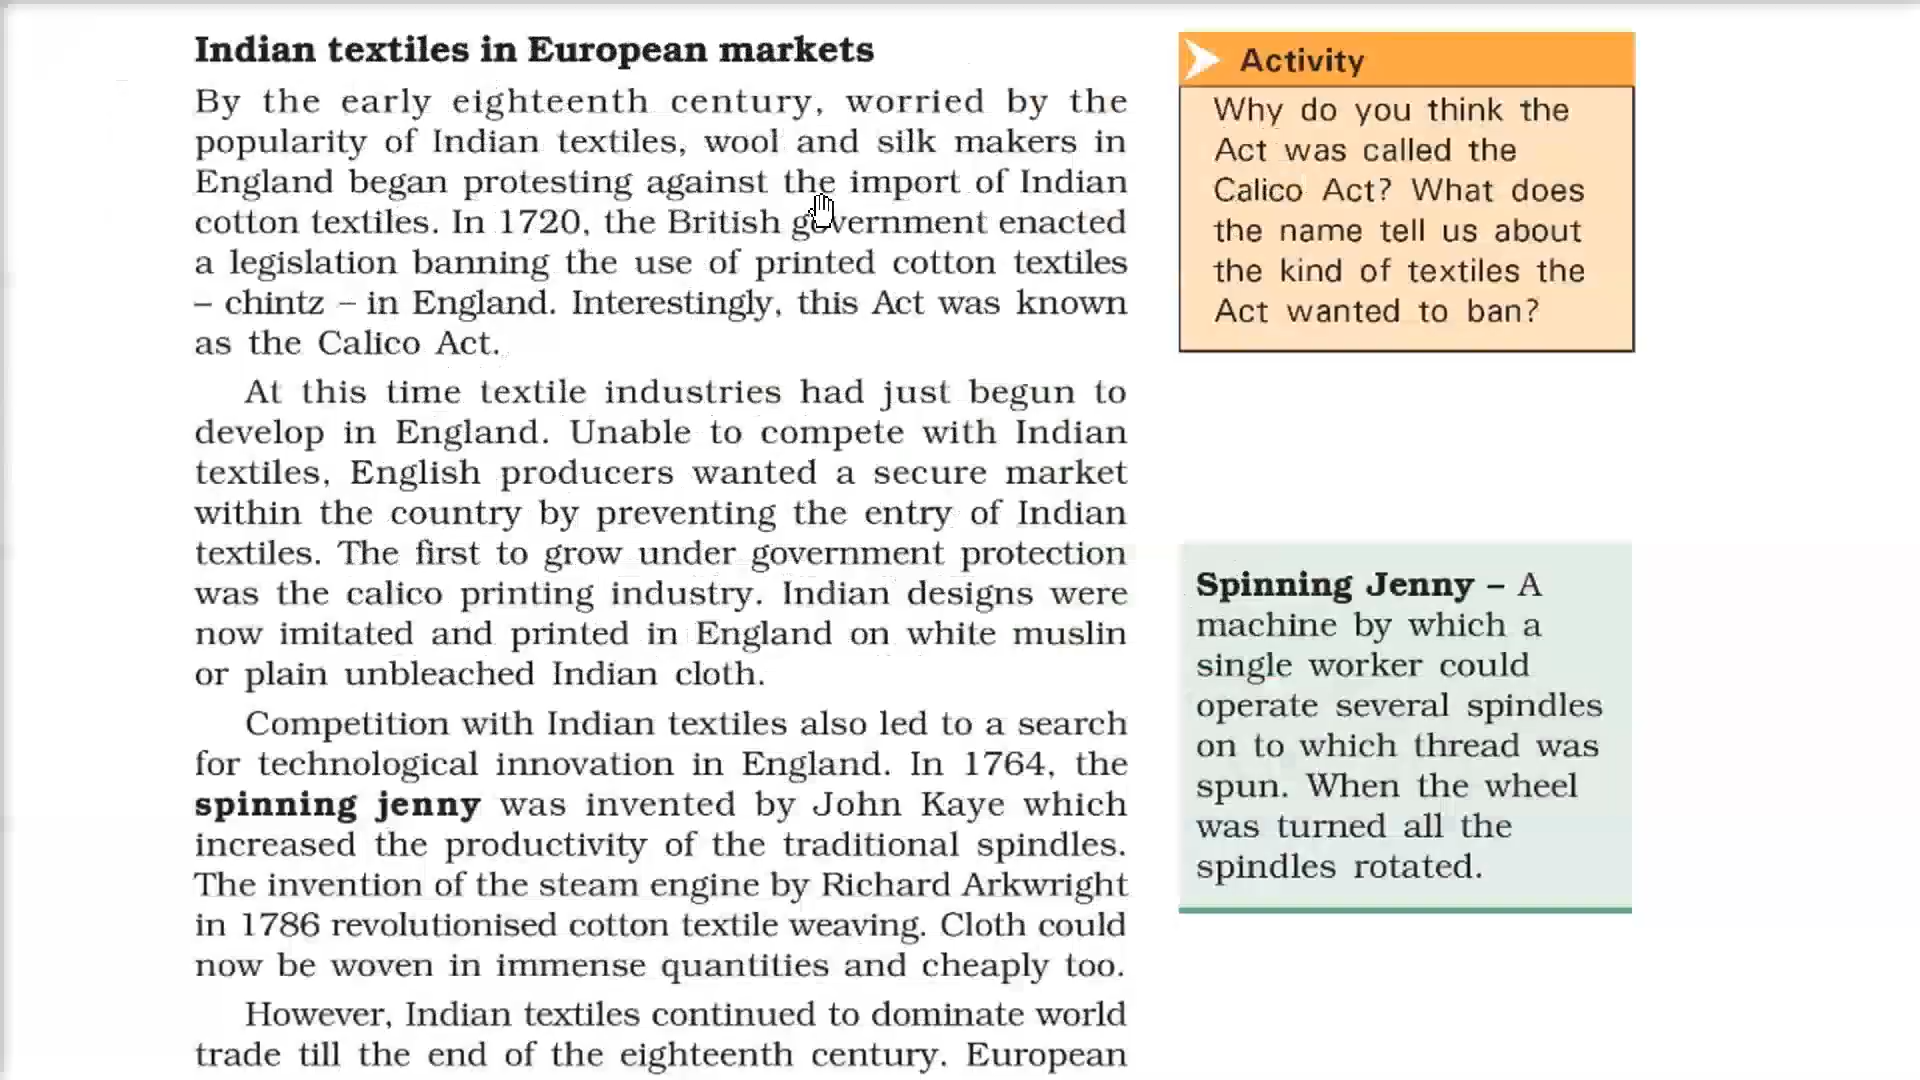 Indian textiles in European markets
By the early eighteenth century, worried by the
popularity of Indian textiles, wool and silk makers in
England began protesting against the import of Indian
cotton textiles. In 1720, the British government enacted
a legislation banning the use of printed cotton textiles
– chintz – in England. Interestingly, this Act was known
as the Calico Act.
At this time textile industries had just begun to
develop in England. Unable to compete with Indian
textiles, English producers wanted a secure market
within the country by preventing the entry of Indian
textiles. The first to grow under government protection
was the calico printing industry. Indian designs were
now imitated and printed in England on white muslin
or plain unbleached Indian cloth.
Competition with Indian textiles also led to a search
for technological innovation in England. In 1764, the
spinning jenny was invented by John Kaye which
increased the productivity of the traditional spindles.
The invention of the steam engine by Richard Arkwright
in 1786 revolutionised cotton textile weaving. Cloth could
now be woven in immense quantities and cheaply too.
However, Indian textiles continued to dominate world
trade till the end of the eighteenth century. European
Activity
Why do you think the
Act was called the
Calico Act? What does
the name tell us about
the kind of textiles the
Act wanted to ban?
Spinning Jenny – A
machine by which a
single worker could
operate several spindles
on to which thread was
spun. When the wheel
was turned all the
spindles rotated.